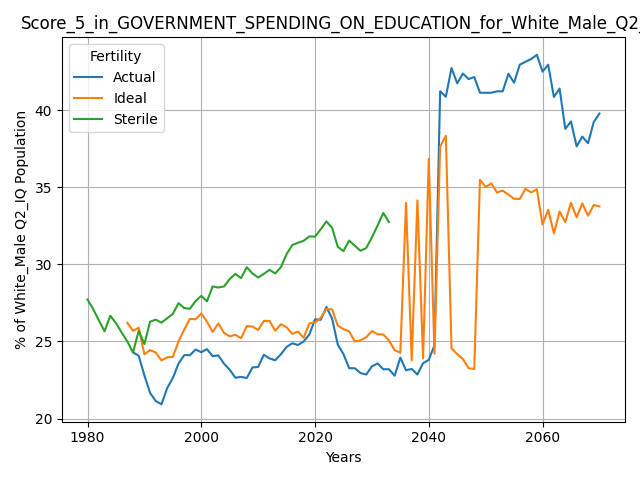 Score_5_in_GOVERNMENT_SPENDING_ON_EDUCATION_for_White_Male_Q2_
Fertility
Actual
Ideal
Sterile
% of White_Male Q2_IQ Population
40
35
30
25
20
1980
2000
2020
2040
2060
Years